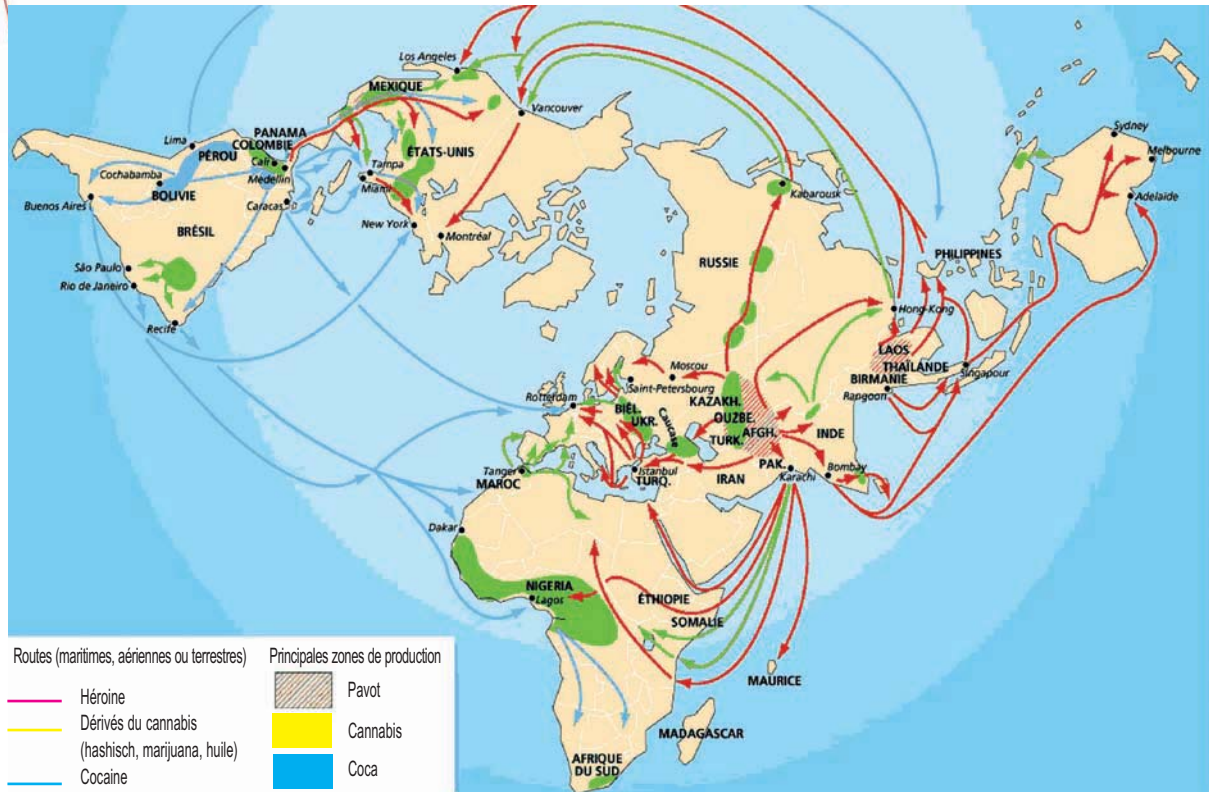 Los Angeles
MEXIQUE
Vancouver
Sydney
Melbourne
Lima
PANAMA
COLOMBIE
PÉROU
Cali
ÉTATS-UNIS
Tampa
Cochabamba
Medellin
Miami
Kabarousk
Adelaïde
BOLIVIE
Buenos Aires
Caracas
New York
Montréal
BRÉSIL
RUSSIE
PHILIPPINES
São Paulo
Rio de Janeiro
Hong-Kong
Recife
LAOS
Moscou
THAÏLANDE
Singapour
Saint-Petersbourg
BIRMANIE
Rotterdam
KAZAKH.
Rangoon
BIÉL.
OUZBE.
UKR.
Caucase
AFGH.
INDE
TURK.
Tanger
Istanbul
PAK.
Bombay
MAROC
TURQ.
IRAN
Karachi
Dakar
NIGERIA
Lagos
ÉTHIOPIE
SOMALIE
MAURICE
MADAGASCAR
AFRIQUE
DU SUD
Routes (maritimes, aériennes ou terrestres)
Héroine
Dérivés du cannabis
(hashisch, marijuana, huile)
Cocaine
Principales zones de production
Pavot
Cannabis
Coca